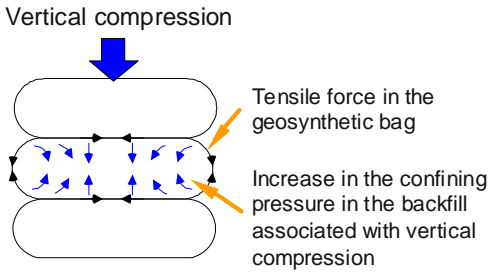 Vertical compression
Tensile force in the
geosynthetic bag
Increase in the confining
pressure in the backfill
associated with vertical
compression